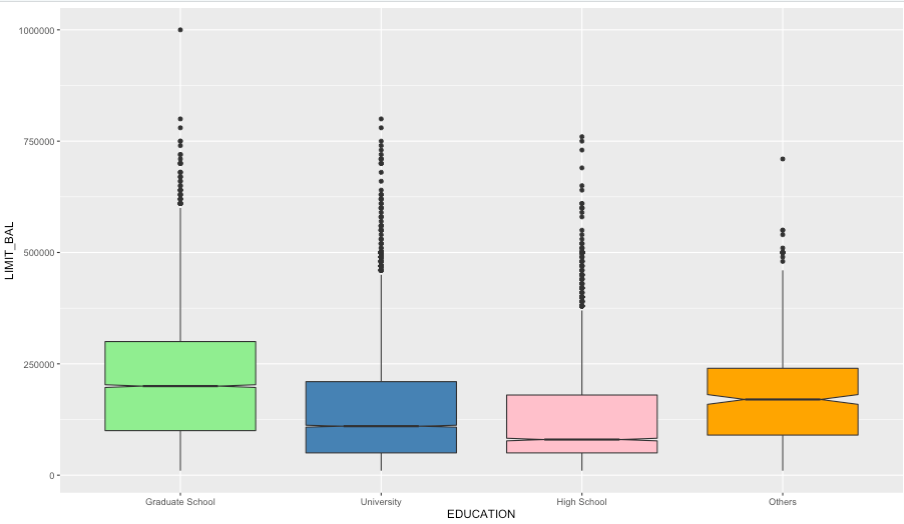 1000000
750000
500000
250000
0
LIMIT_BAL
Graduate School
University
High School
Others
EDUCATION